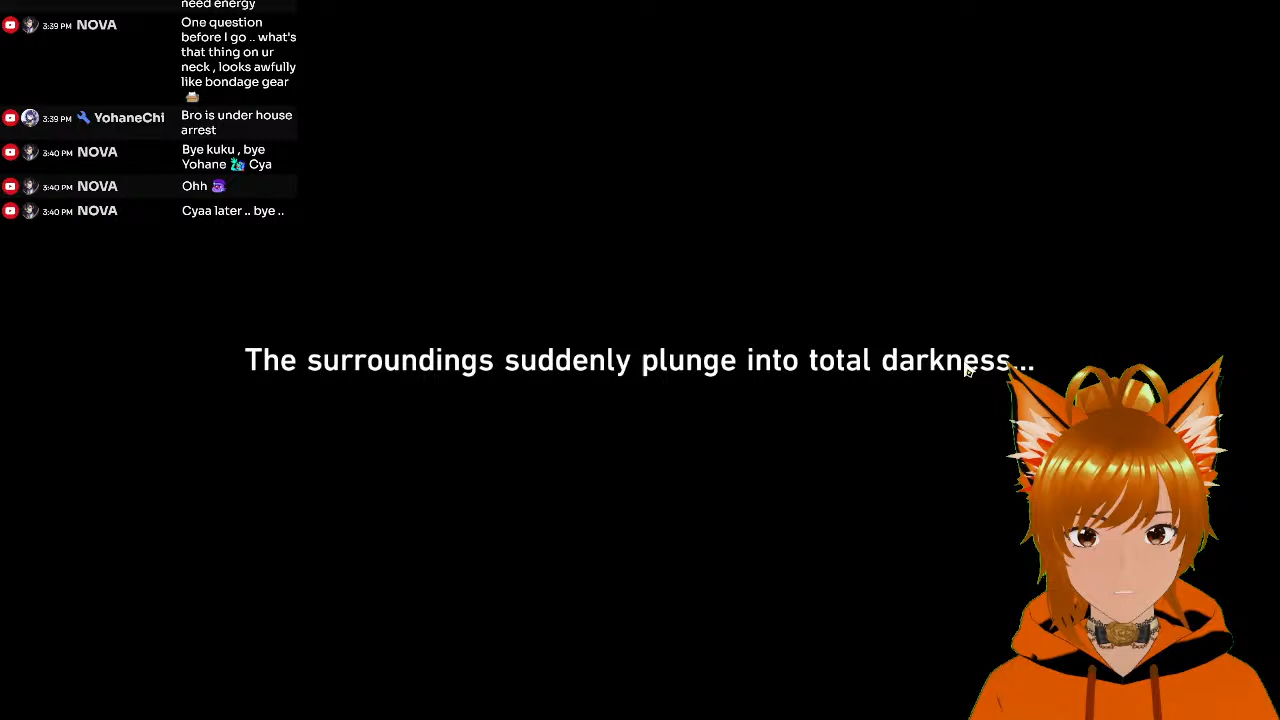 need energy
3:39 PM NOVA One question
before I go .. what's
that thing on ur
neck , looks awfully
like bondage gear
3:39 PM YohaneChi Bro is under house
arrest
3:40 PM NOVA Bye kuku , bye
Yohane Cya
3:40 PM NOVA Ohh
3:40 PM NOVA Cyaa later .. bye ..
The surroundings suddenly plunge into total darkness...